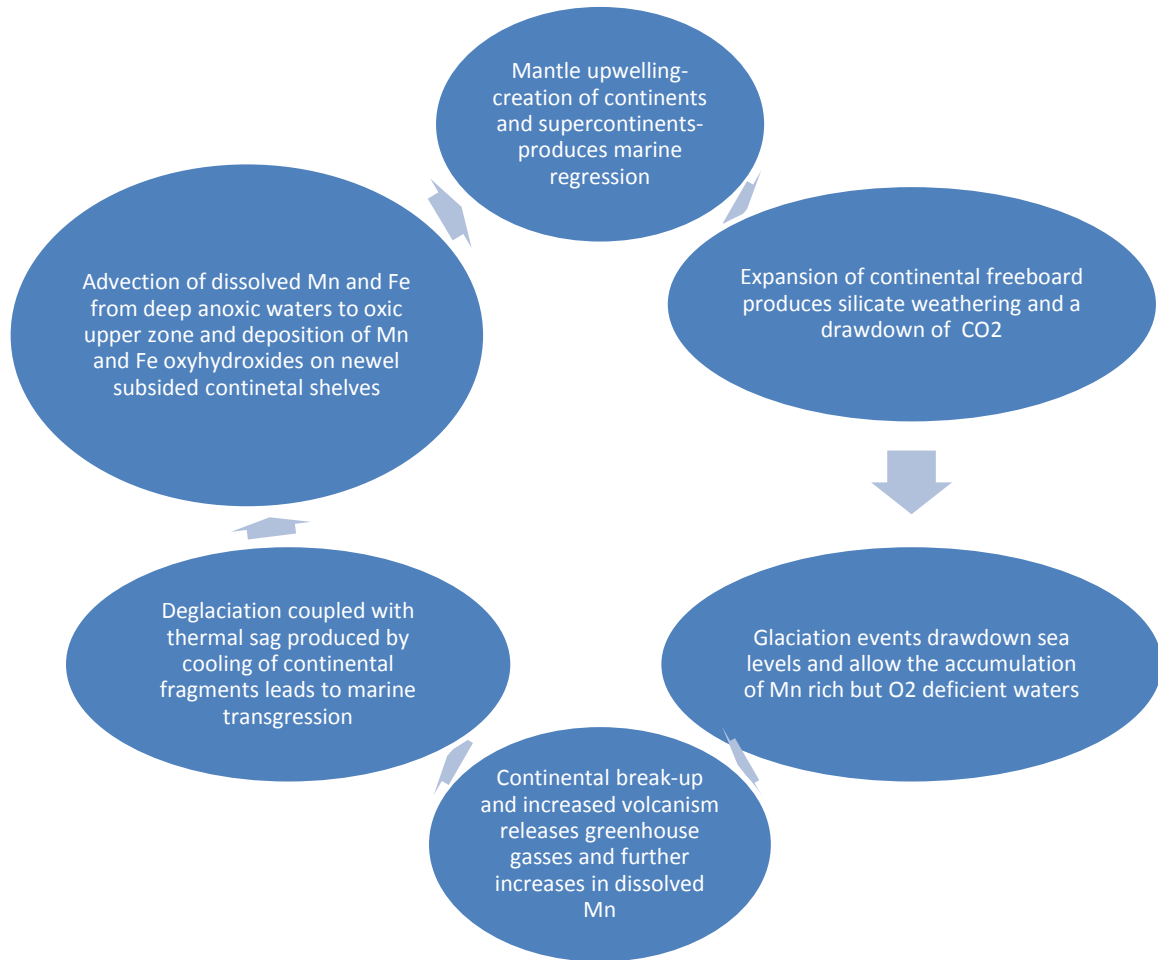 Mantle upwelling-
creation of continents
and supercontinents-
produces marine
regression
Expansion of continental freeboard
produces silicate weathering and a
drawdown of CO2
Glaciation events drawdown sea
levels and allow the accumulation
of Mn rich but O2 deficient waters
Continental break-up
and increased volcanism
releases greenhouse
gasses and further
increases in dissolved
Mn
Deglaciation coupled with
thermal sag produced by
cooling of continental
fragments leads to marine
transgression
Advection of dissolved Mn and Fe
from deep anoxic waters to oxic
upper zone and deposition of Mn
and Fe oxyhydroxides on newel
subsided continetal shelves